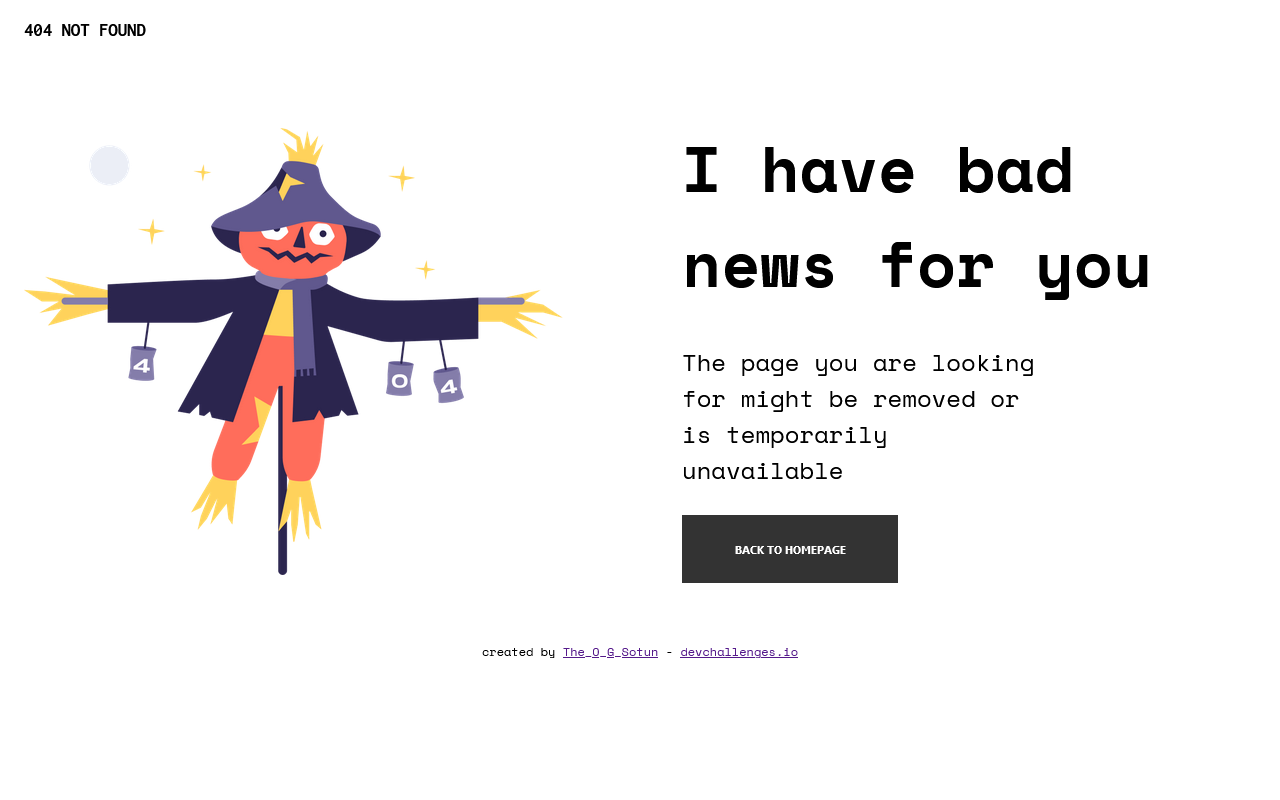 404 NOT FOUND
I have bad
news for you
The page you are looking
for might be removed or
is temporarily
unavailable
4
0
4
BACK TO HOMEPAGE
created by The_O_G_Sotun - devchallenges.io